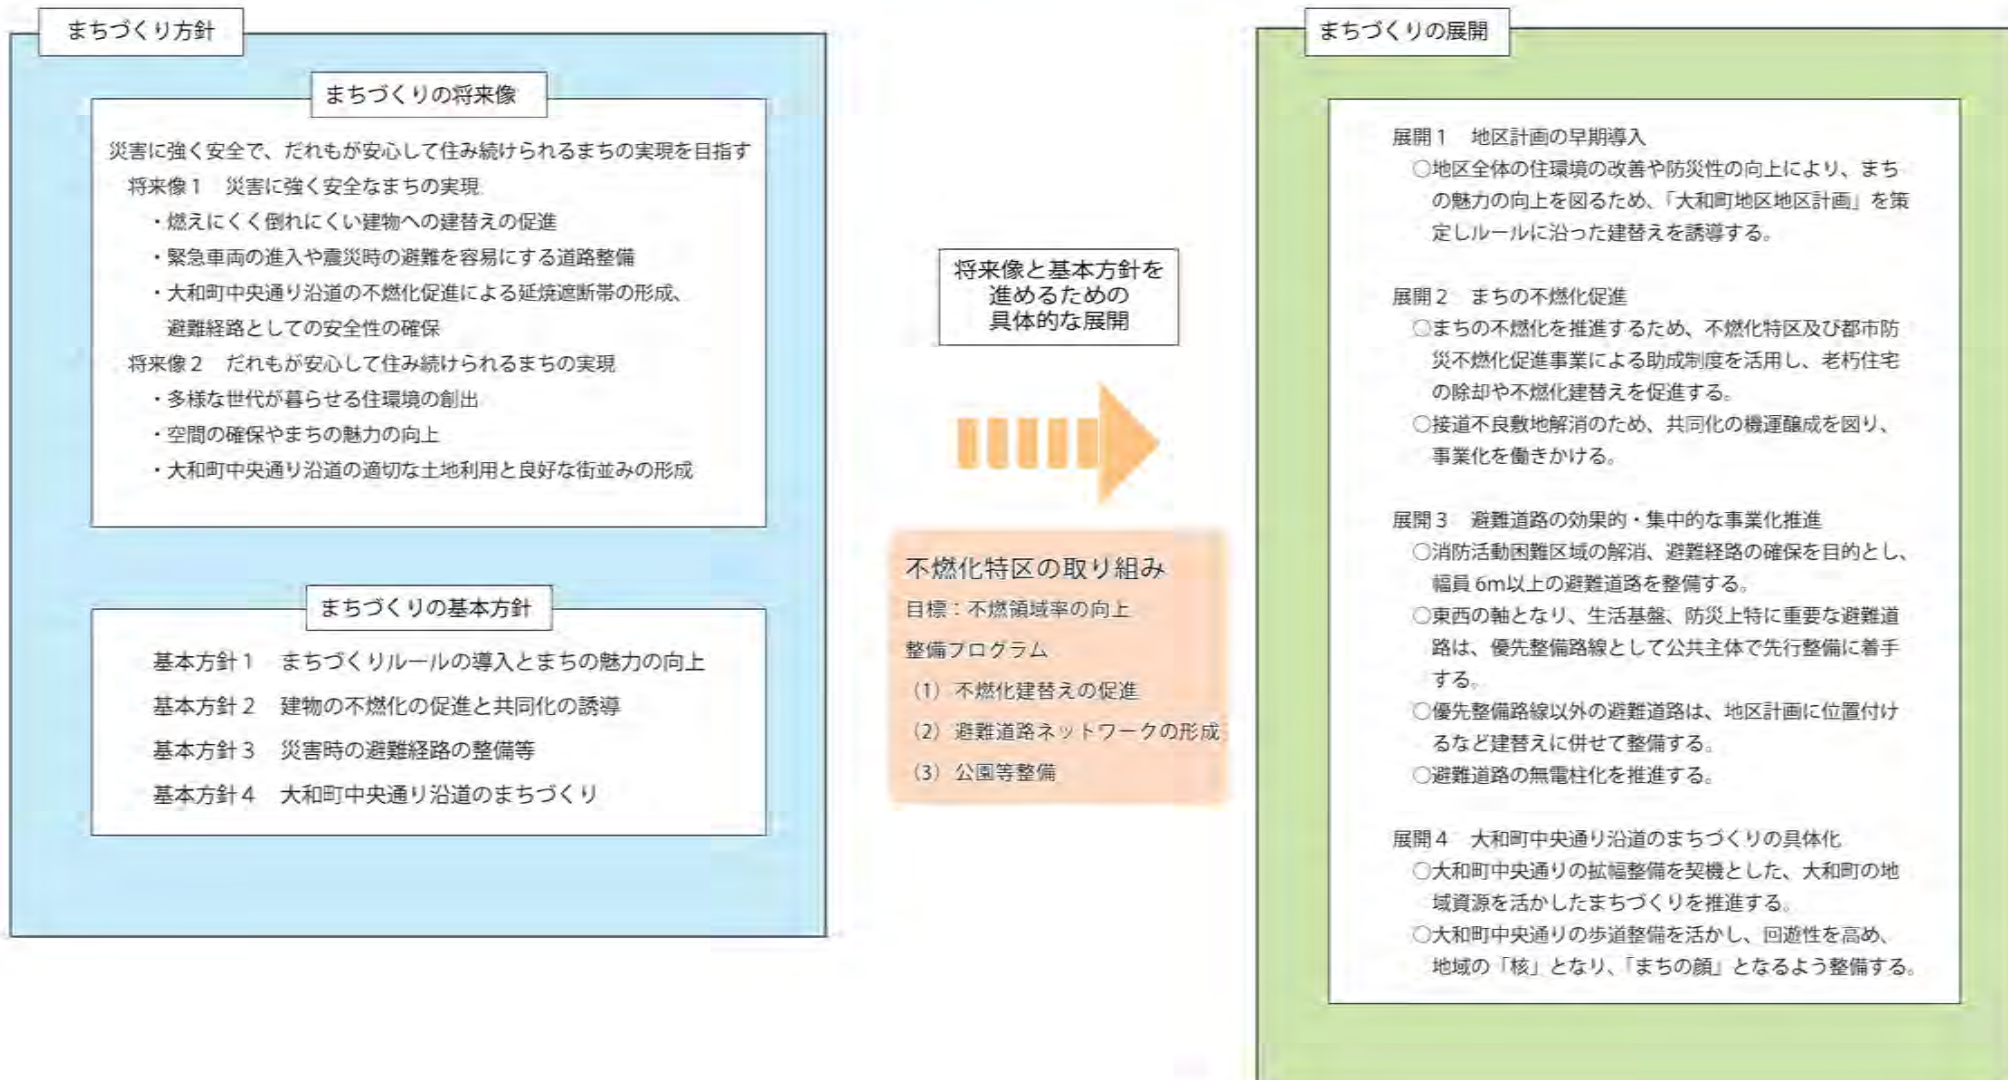 まちづくり方針
まちづくりの将来像
災害に強く安全で、だれもが安心して住み続けられるまちの実現を目指す
将来像1 災害に強く安全なまちの実現
・燃えにくく倒れにくい建物への建替えの促進
・緊急車両の進入や震災時の避難を容易にする道路整備
・大和町中央通り沿道の不燃化促進による延焼遮断帯の形成、
避難経路としての安全性の確保
将来像2 だれもが安心して住み続けられるまちの実現
・多様な世代が暮らせる住環境の創出
・空間の確保やまちの魅力の向上
・大和町中央通り沿道の適切な土地利用と良好な街並みの形成
まちづくりの基本方針
基本方針1 まちづくりルールの導入とまちの魅力の向上
基本方針2 建物の不燃化の促進と共同化の誘導
基本方針3 災害時の避難経路の整備等
基本方針4 大和町中央通り沿道のまちづくり
将来像と基本方針を
進めるための
具体的な展開
不燃化特区の取り組み
目標：不燃領域率の向上
整備プログラム
（1）不燃化建替えの促進
（2）避難道路ネットワークの形成
（3）公園等整備
まちづくりの展開
展開1 地区計画の早期導入
○地区全体の住環境の改善や防災性の向上により、まち
の魅力の向上を図るため、「大和町地区地区計画」を策
定しルールに沿った建替えを誘導する。
展開2 まちの不燃化促進
○まちの不燃化を推進するため、不燃化特区及び都市防
災不燃化促進事業による助成制度を活用し、老朽住宅
の除却や不燃化建替えを促進する。
○接道不良敷地解消のため、共同化の機運醸成を図り、
事業化を働きかける。
展開3 避難道路の効果的・集中的な事業化推進
○消防活動困難区域の解消、避難経路の確保を目的とし、
幅員 6m以上の避難道路を整備する。
○東西の軸となり、生活基盤、防災上特に重要な避難道
路は、優先整備路線として公共主体で先行整備に着手
する。
○優先整備路線以外の避難道路は、地区計画に位置付け
るなど建替えに併せて整備する。
○避難道路の無電柱化を推進する。
展開4 大和町中央通り沿道のまちづくりの具体化
○大和町中央通りの拡幅整備を契機とした、大和町の地
域資源を活かしたまちづくりを推進する。
○大和町中央通りの歩道整備を活かし、回遊性を高め、
地域の「核」となり、「まちの顔」となるよう整備する。